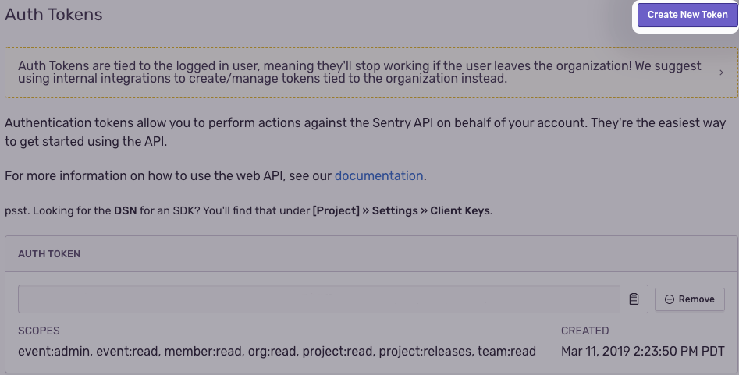 Auth Tokens
Create New Token
Auth Tokens are tied to the logged in user, meaning they'll stop working if the user leaves the organization! We suggest
using internal integrations to create/manage tokens tied to the organization instead.
Authentication tokens allow you to perform actions against the Sentry API on behalf of your account. They're the easiest way
to get started using the API.
For more information on how to use the web API, see our documentation.
psst. Looking for the DSN for an SDK? You'll find that under [Project] » Settings » Client Keys.
AUTH TOKEN
Remove
SCOPES
CREATED
event:admin, event:read, member:read, org:read, project:read, project:releases, team:read
Mar 11, 2019 2:23:50 PM PDT